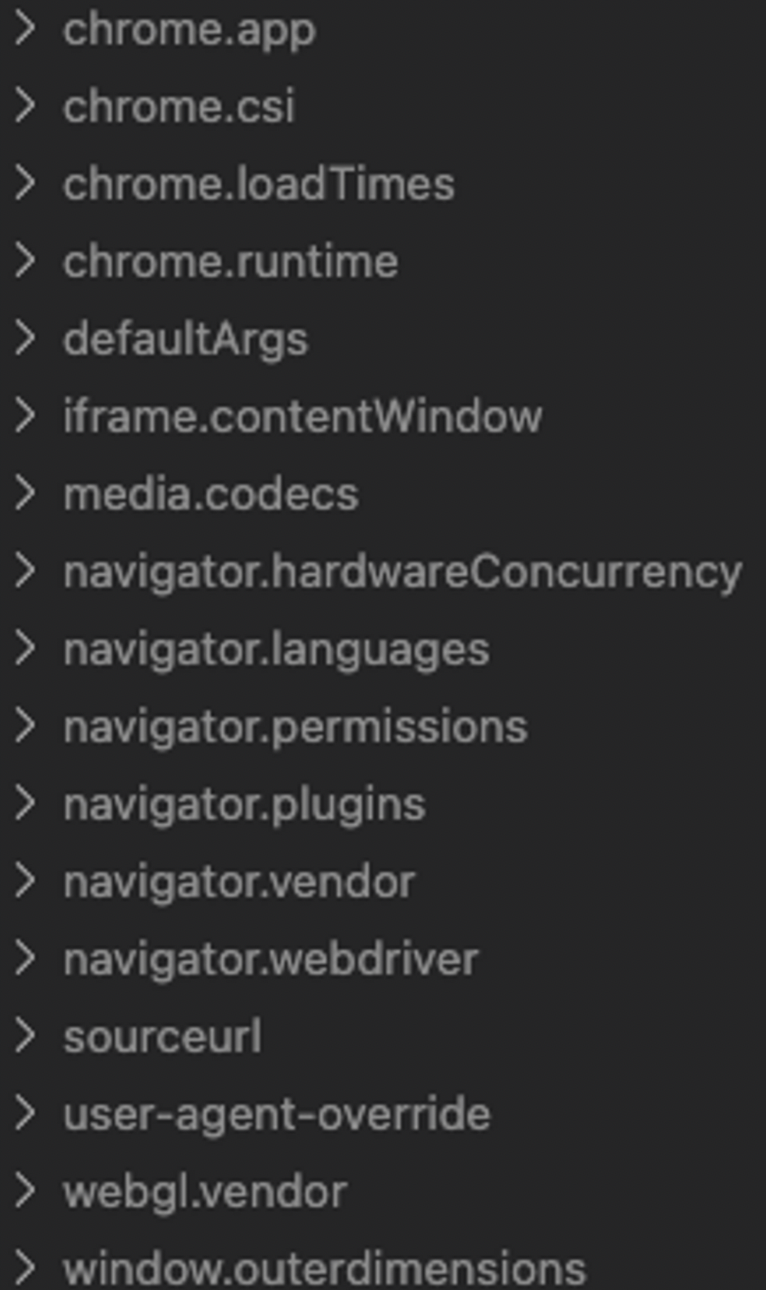 chrome.app
chrome.csi
chrome.loadTimes
chrome.runtime
defaultArgs
iframe.contentWindow
media.codecs
navigator.hardwareConcurrency
navigator.languages
navigator.permissions
navigator.plugins
navigator.vendor
navigator.webdriver
sourceurl
user-agent-override
webgl.vendor
window.outerdimensions